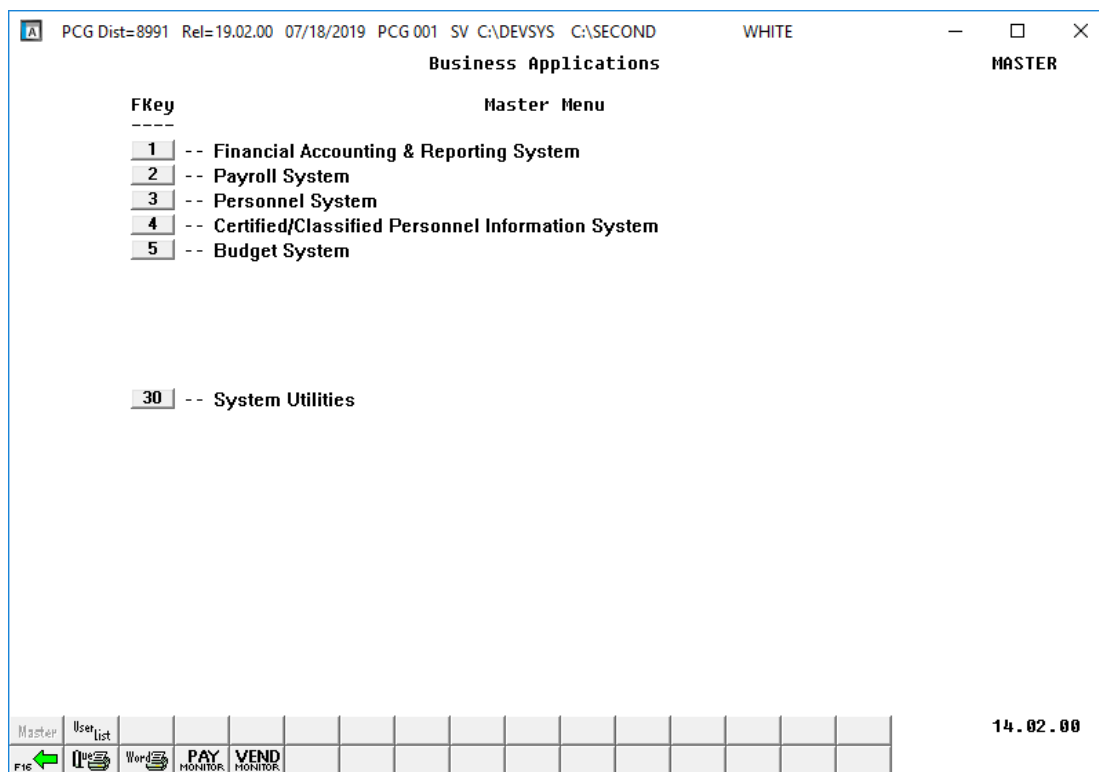 A PCG Dist=8991 Rel=19.02.00 07/18/2019 PCG 001 SV C:\DEVSYS C:\SECOND WHITE
Business Applications MASTER
FKey Master Menu
----
1 -- Financial Accounting & Reporting System
2 -- Payroll System
3 -- Personnel System
4 -- Certified/Classified Personnel Information System
5 -- Budget System
30 -- System Utilities
Master User List 14.02.00
F16 Que Word PAY MONITOR VEND MONITOR